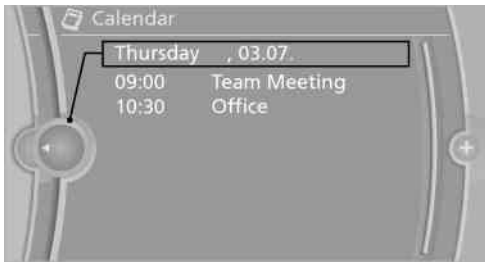 Calendar
Thursday , 03.07.
09:00 Team Meeting
10:30 Office
+